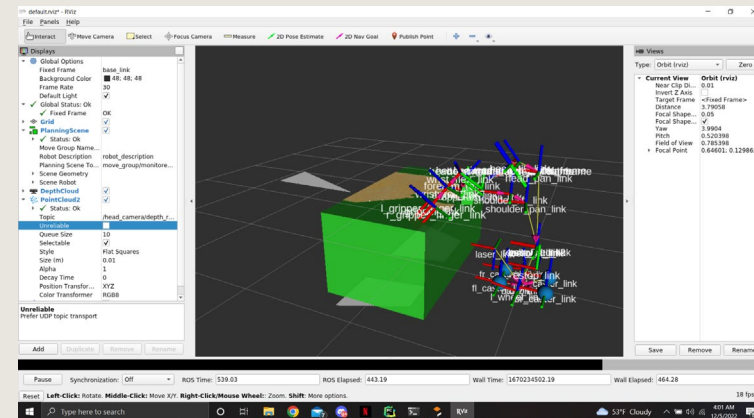 default.rviz* - RViz
File Panels Help
Interact Move Camera Select Focus Camera Measure 2D Pose Estimate 2D Nav Goal Publish Point
Displays
Global Options
Fixed Frame base_link
Background Color 48; 48; 48
Frame Rate 30
Default Light
Global Status: Ok
Fixed Frame OK
Grid
PlanningScene
Status: Ok
Move Group Name...
Robot Description robot_description
Planning Scene To... move_group/monitore...
Scene Geometry
Scene Robot
DepthCloud
PointCloud2
Status: Ok
Topic /head_camera/depth_r...
Unreliable
Queue Size 10
Selectable
Style Flat Squares
Size (m) 0.01
Alpha 1
Decay Time 0
Position Transfor... XYZ
Color Transformer RGB8
Unreliable
Prefer UDP topic transport
Add Duplicate Remove Rename
head_pan_link
shoulder_pan_link
Views
Type: Orbit (rviz) Zero
Current View Orbit (rviz)
Near Clip Di... 0.01
Invert Z Axis
Target Frame <Fixed Frame>
Distance 3.79058
Focal Shape... 0.05
Focal Shape...
Yaw 3.9904
Pitch 0.520398
Field of View 0.785398
Focal Point 0.64601; 0.12986
Save Remove Rename
Pause Synchronization: Off ROS Time: 539.03 ROS Elapsed: 443.19 Wall Time: 1670234502.19 Wall Elapsed: 464.28
Reset Left-Click: Rotate. Middle-Click: Move X/Y. Right-Click/Mouse Wheel: Zoom. Shift: More options. 18 fps
Type here to search
RViz
53°F Cloudy
4:01 AM
12/5/2022